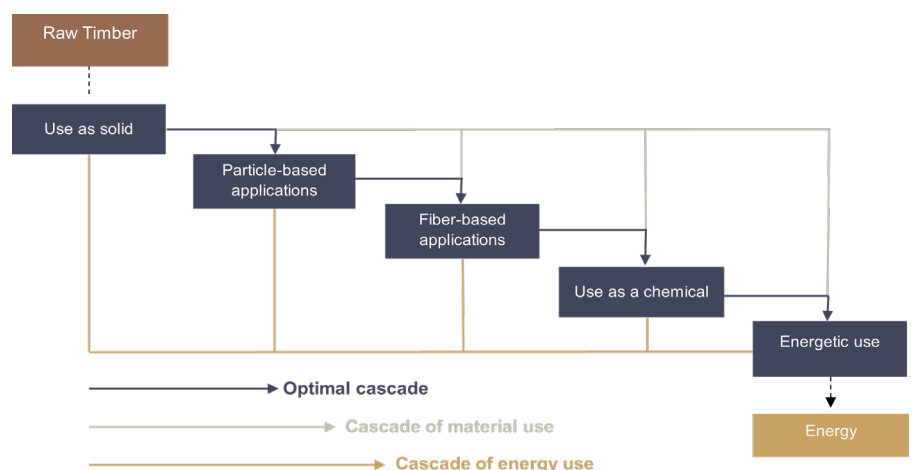 Raw Timber
Use as solid
Particle-based
applications
Fiber-based
applications
Use as a chemical
Energetic use
Optimal cascade
Cascade of material use
Energy
Cascade of energy use